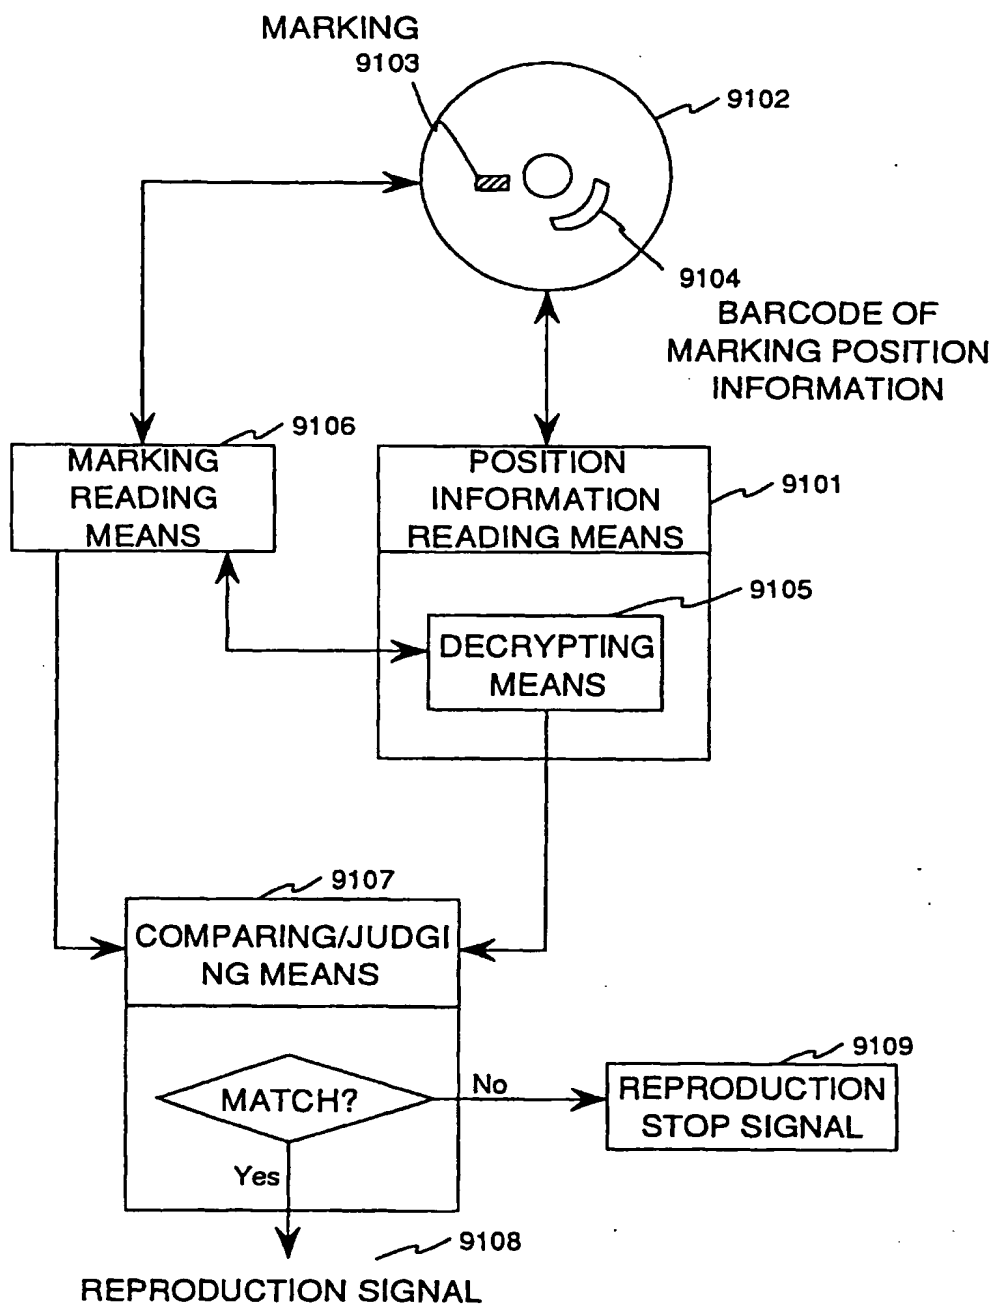 MARKING
9103
9102
9104
BARCODE OF
MARKING POSITION
INFORMATION
9106
MARKING
READING
MEANS
POSITION
INFORMATION
READING MEANS
9101
9105
DECRYPTING
MEANS
9107
COMPARING/JUDGI
NG MEANS
MATCH?
No
9109
REPRODUCTION
STOP SIGNAL
Yes
9108
REPRODUCTION SIGNAL